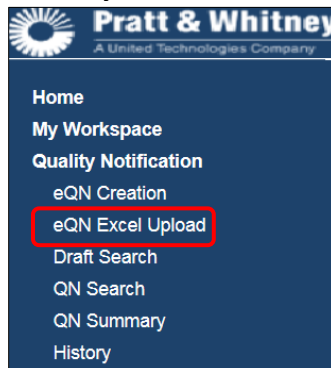 Pratt & Whitney
A United Technologies Company
Home
My Workspace
Quality Notification
eQN Creation
eQN Excel Upload
Draft Search
QN Search
QN Summary
History